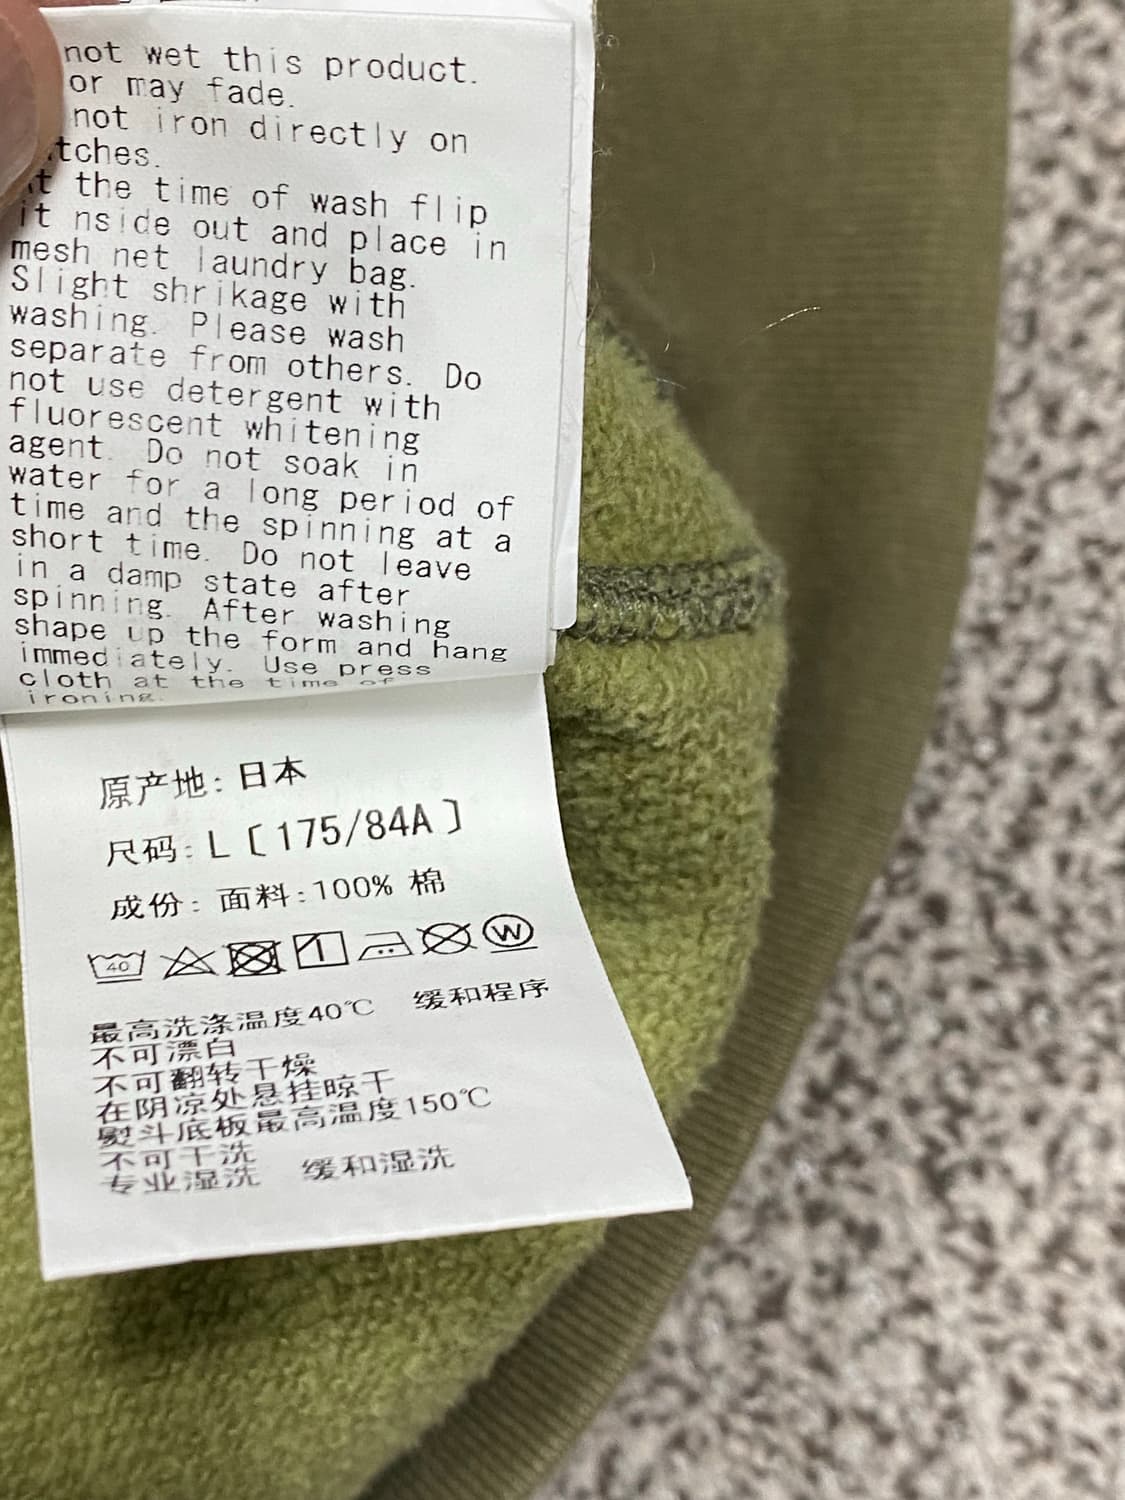 not wet this product.
or may fade.
not iron directly on
tches.
t the time of wash flip
it nside out and place in
mesh net laundry bag.
Slight shrikage with
washing. Please wash
separate from others. Do
not use detergent with
fluorescent whitening
agent. Do not soak in
water for a long period of
time and the spinning at a
short time. Do not leave
in a damp state after
spinning. After washing
shape up the form and hang
immediately. Use press
cloth at the time of
ironing.
原产地: 日本
尺码: L [175/84A]
成份: 面料:100% 棉
40 W
最高洗涤温度40℃ 缓和程序
不可漂白
不可翻转干燥
在阴凉处悬挂晾干
熨斗底板最高温度150℃
不可干洗
专业湿洗 缓和湿洗